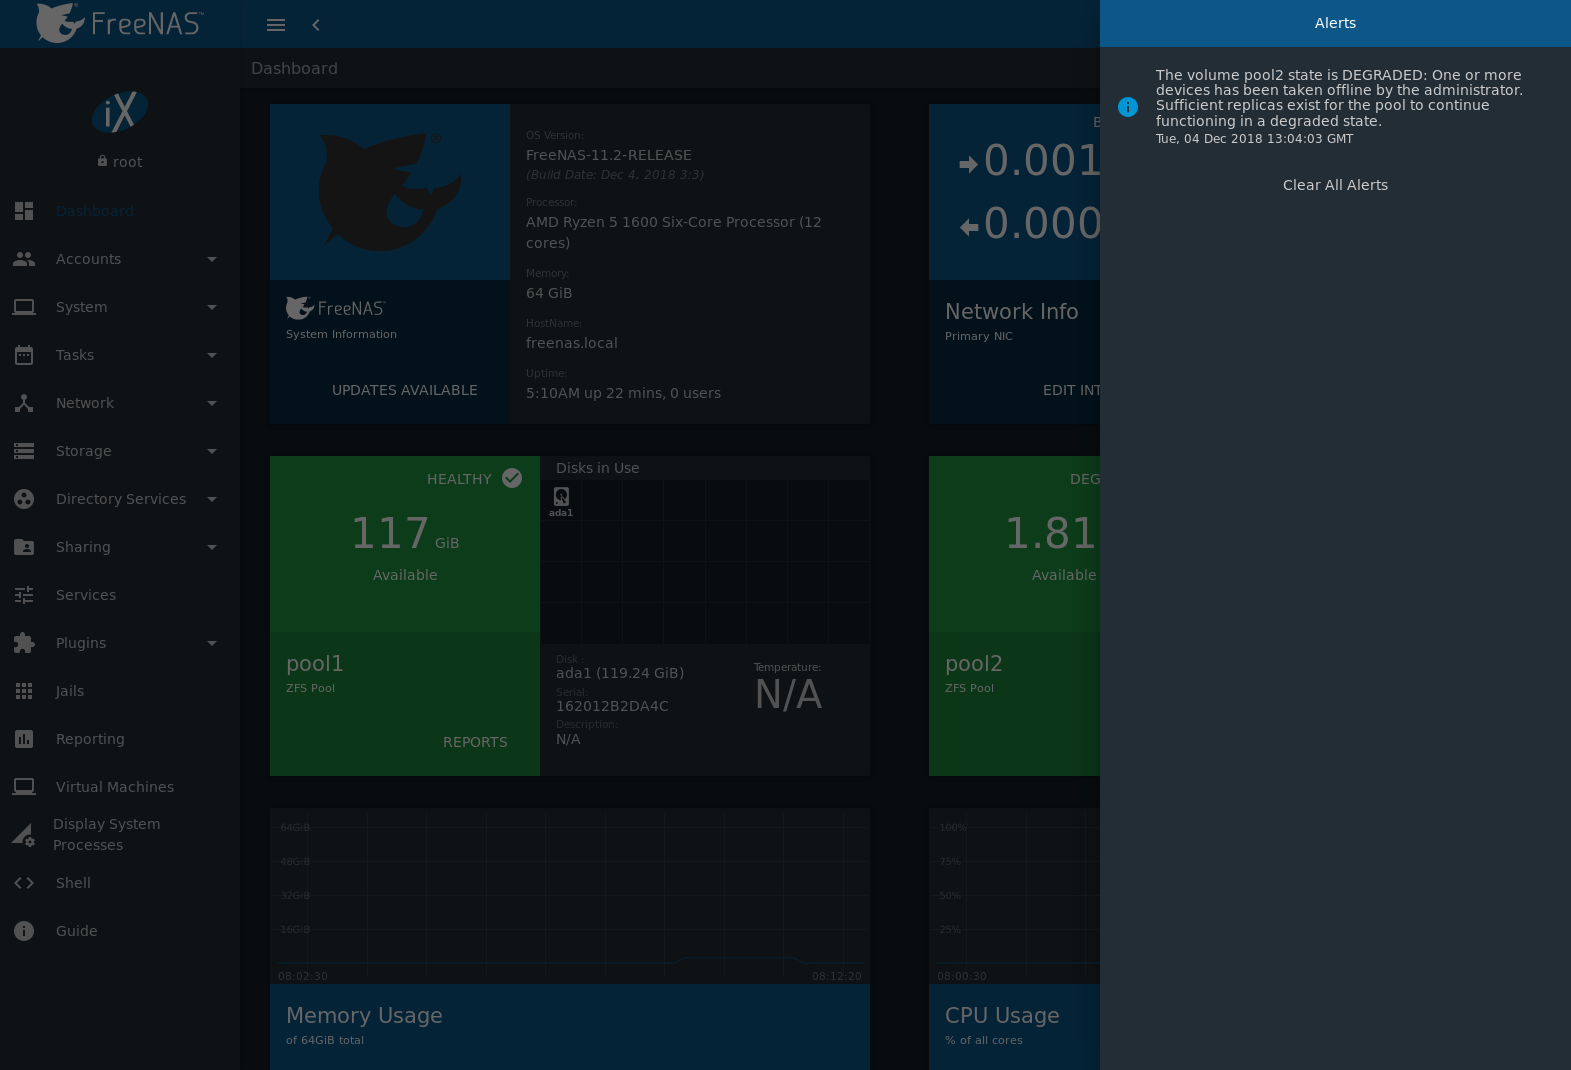 FreeNAS™
Alerts
Dashboard
iX
root
Dashboard
Accounts
System
Tasks
Network
Storage
Directory Services
Sharing
Services
Plugins
Jails
Reporting
Virtual Machines
Display System
Processes
Shell
Guide
FreeNAS
System Information
UPDATES AVAILABLE
OS Version:
FreeNAS-11.2-RELEASE
(Build Date: Dec 4, 2018 3:3)
Processor:
AMD Ryzen 5 1600 Six-Core Processor (12
cores)
Memory:
64 GiB
HostName:
freenas.local
Uptime:
5:10AM up 22 mins, 0 users
0.001
0.000
Network Info
Primary NIC
EDIT INT
HEALTHY
117 GiB
Available
pool1
ZFS Pool
REPORTS
Disks in Use
ada1
Disk :
ada1 (119.24 GiB)
Serial:
162012B2DA4C
Description:
N/A
Temperature:
N/A
DEG
1.81
Available
pool2
ZFS Pool
64GiB
48GiB
32GiB
16GiB
08:02:30 08:12:20
Memory Usage
of 64GiB total
100%
75%
50%
25%
08:00:30
CPU Usage
% of all cores
The volume pool2 state is DEGRADED: One or more
devices has been taken offline by the administrator.
Sufficient replicas exist for the pool to continue
functioning in a degraded state.
Tue, 04 Dec 2018 13:04:03 GMT
Clear All Alerts